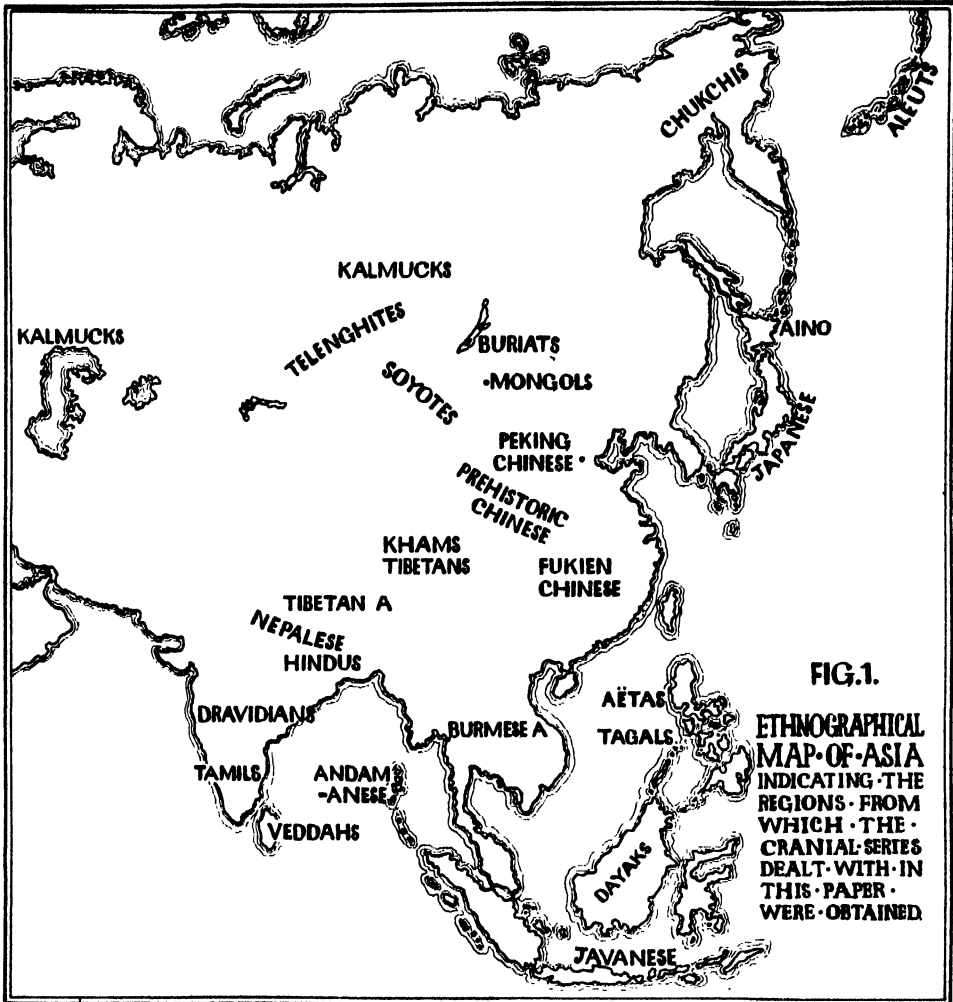 CHUKCHIS
ALEUTS
KALMUCKS
TELENGHITES
KALMUCKS
BURIATS
AINO
SOYOTES
•MONGOLS
JAPANESE
PEKING
CHINESE •
PREHISTORIC
CHINESE
KHAMS
TIBETANS
FUKIEN
CHINESE
TIBETAN A
NEPALESE
HINDUS
DRAVIDIANS
BURMESE A
AËTAS
TAGALS
TAMILS
ANDAM
-ANESE
VEDDAHS
DAYAKS
JAVANESE
FIG.1.
ETHNOGRAPHICAL
MAP•OF•ASIA
INDICATING•THE
REGIONS•FROM
WHICH•THE•
CRANIAL•SERIES
DEALT•WITH•IN
THIS•PAPER•
WERE•OBTAINED